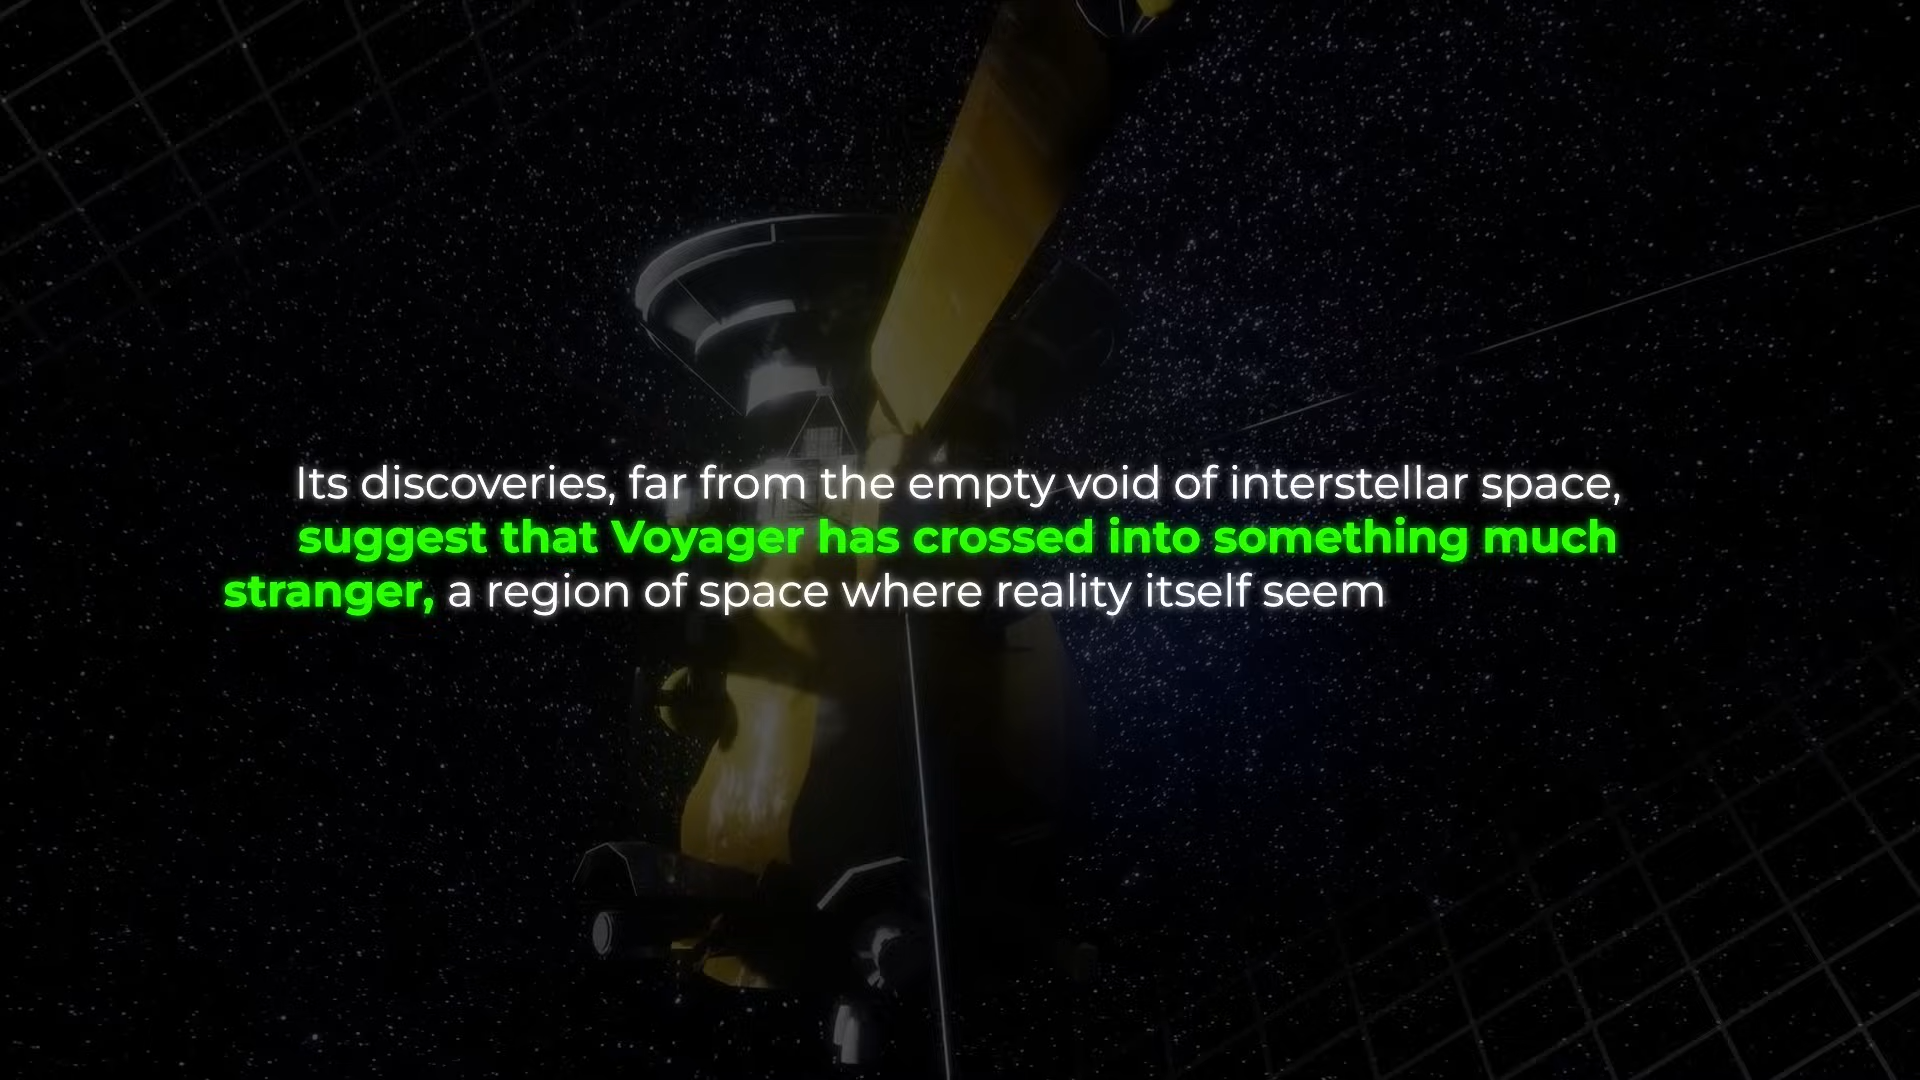 Its discoveries, far from the empty void of interstellar space,
suggest that Voyager has crossed into something much
stranger, a region of space where reality itself seem